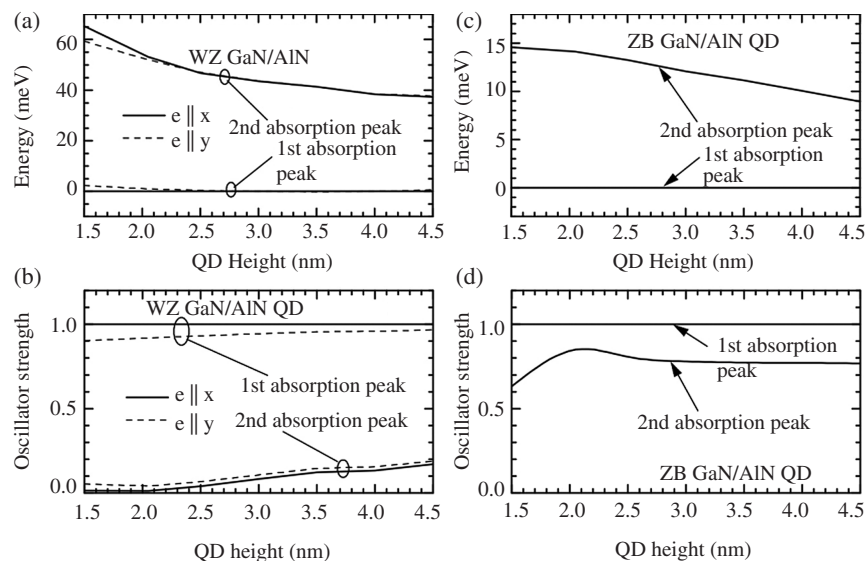 (a)
60
40
20
0
Energy (meV)
WZ GaN/AlN
e || x
e || y
2nd absorption peak
1st absorption
peak
1.5 2.0 2.5 3.0 3.5 4.0 4.5
QD Height (nm)
(c)
15
10
5
0
Energy (meV)
ZB GaN/AlN QD
2nd absorption peak
1st absorption
peak
1.5 2.0 2.5 3.0 3.5 4.0 4.5
QD Height (nm)
(b)
1.0
0.5
0.0
Oscillator strength
WZ GaN/AlN QD
1st absorption peak
e || x
e || y
2nd absorption peak
1.5 2.0 2.5 3.0 3.5 4.0 4.5
QD height (nm)
(d)
1.0
0.5
0.0
Oscillator strength
1st absorption
peak
2nd absorption peak
ZB GaN/AlN QD
1.5 2.0 2.5 3.0 3.5 4.0 4.5
QD height (nm)